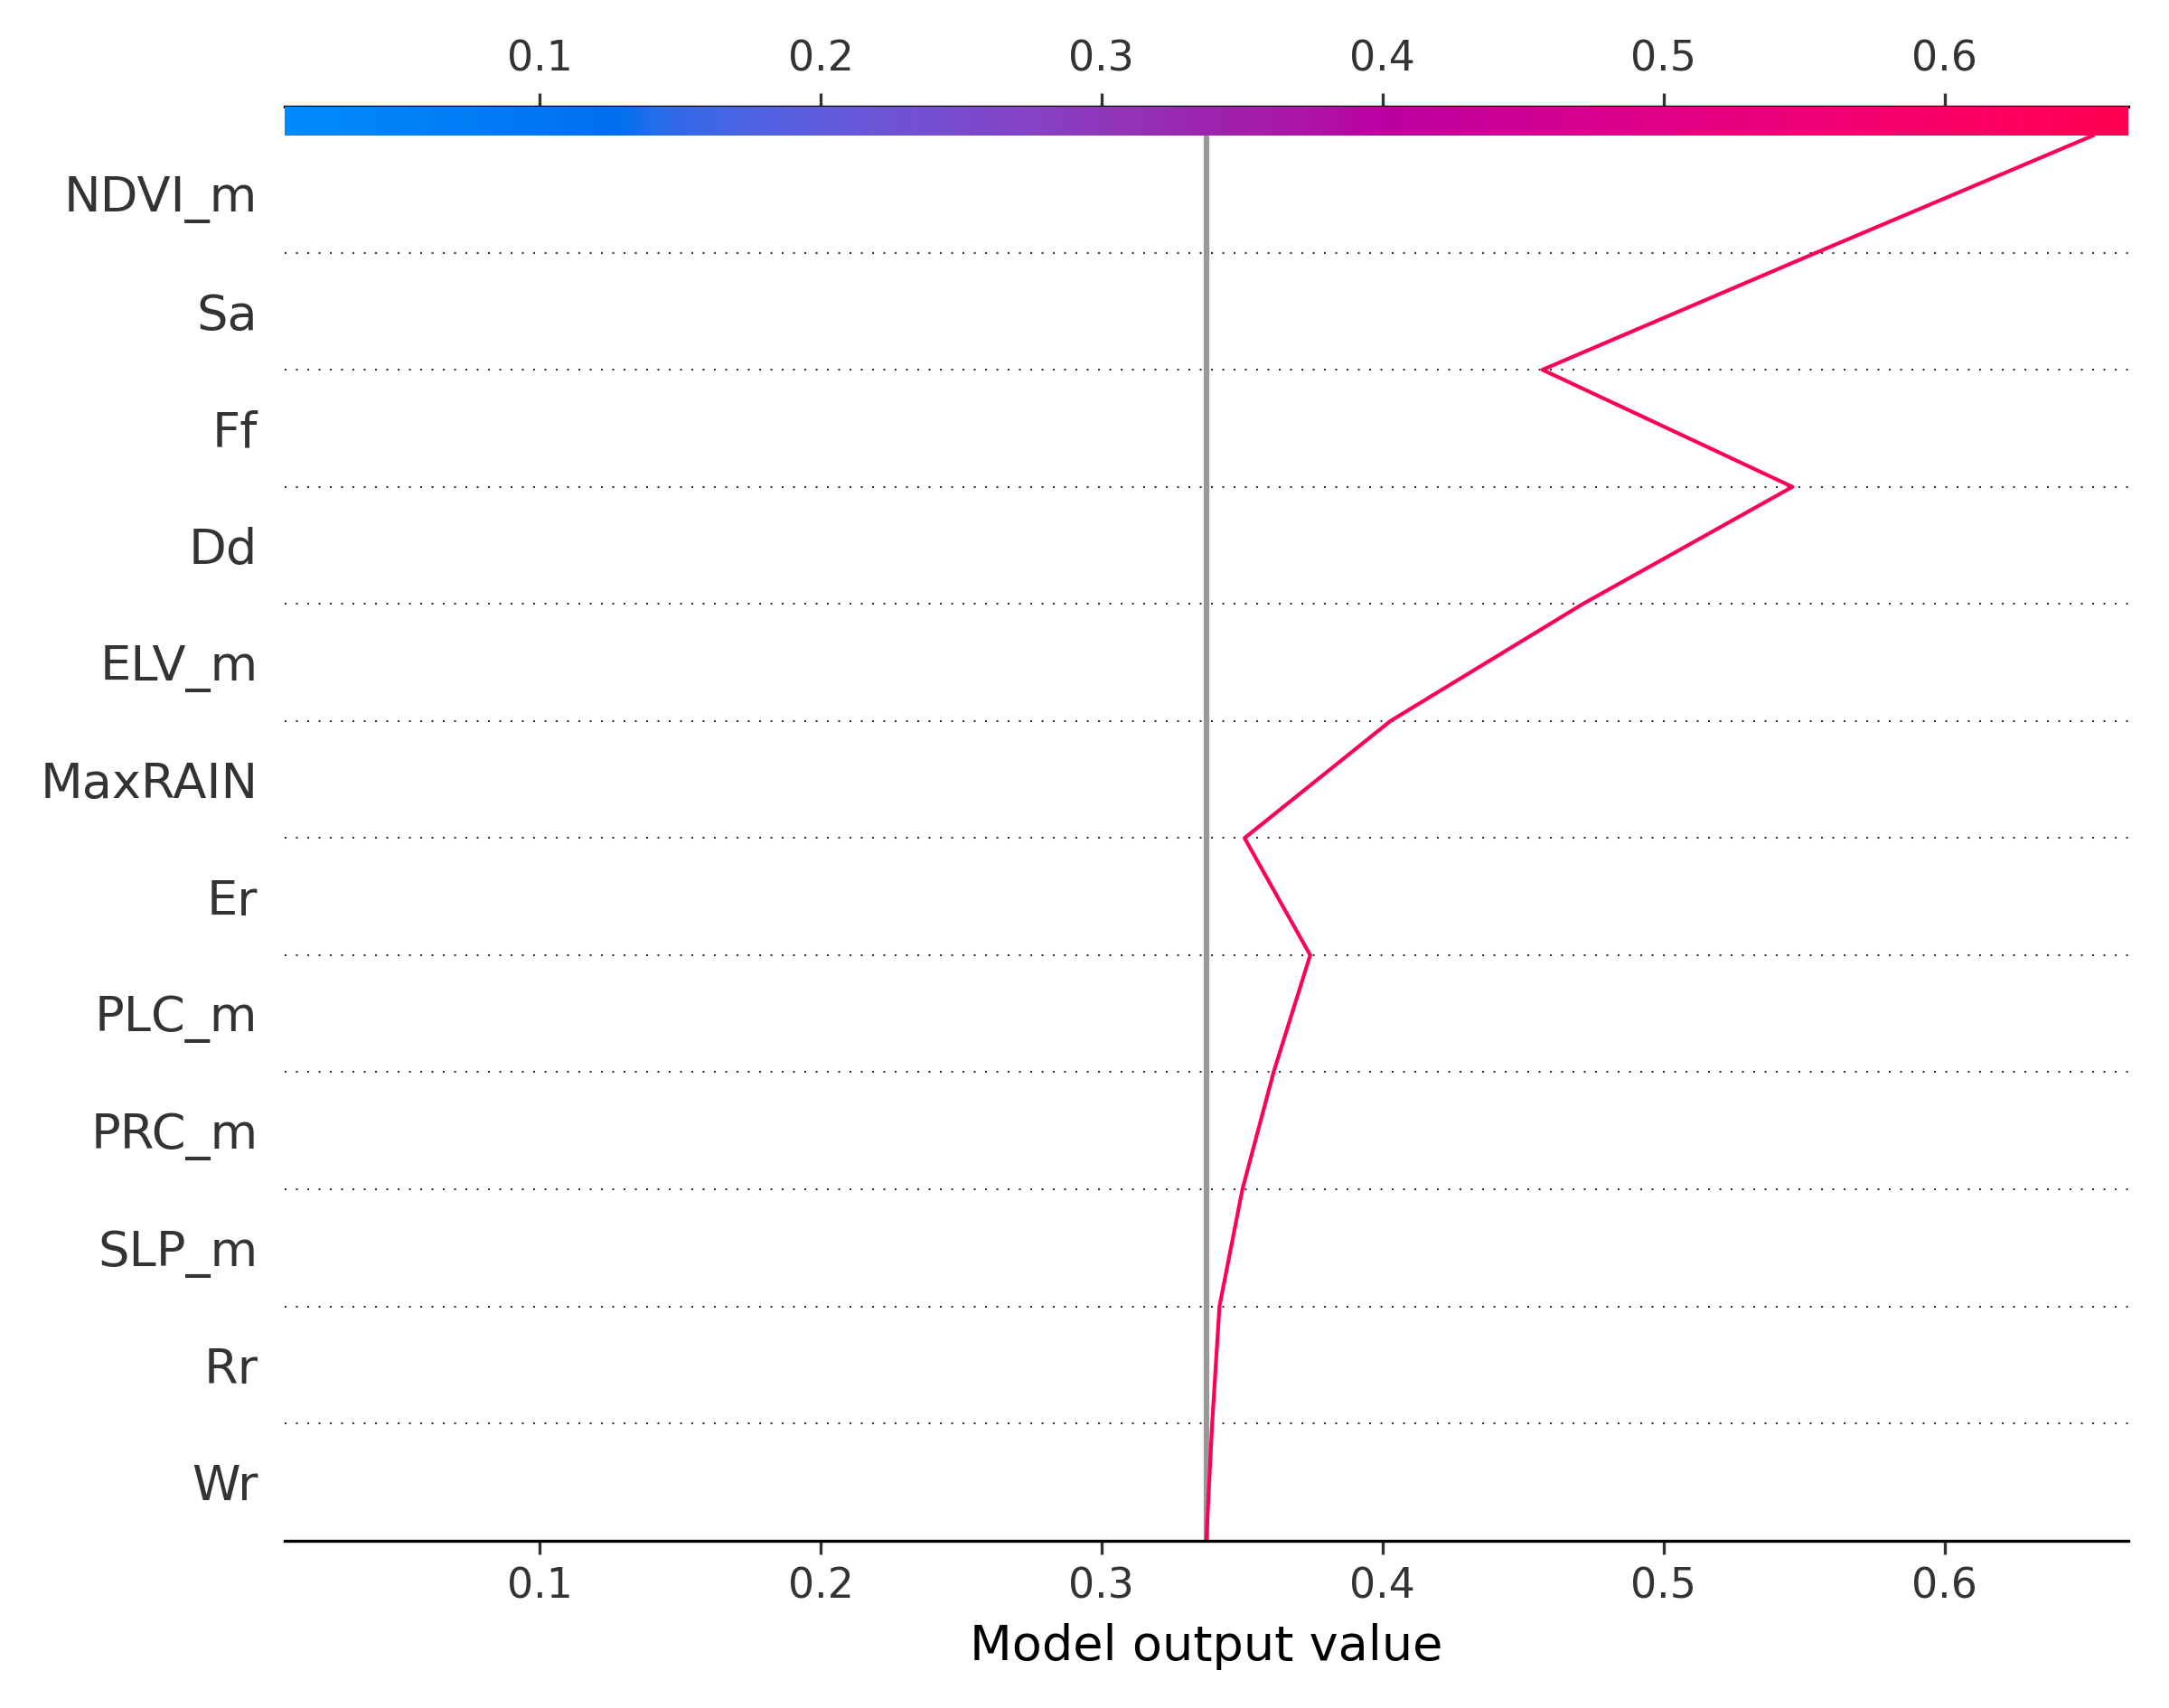 0.1 0.2 0.3 0.4 0.5 0.6
NDVI_m
Sa
Ff
Dd
ELV_m
MaxRAIN
Er
PLC_m
PRC_m
SLP_m
Rr
Wr
0.1 0.2 0.3 0.4 0.5 0.6
Model output value